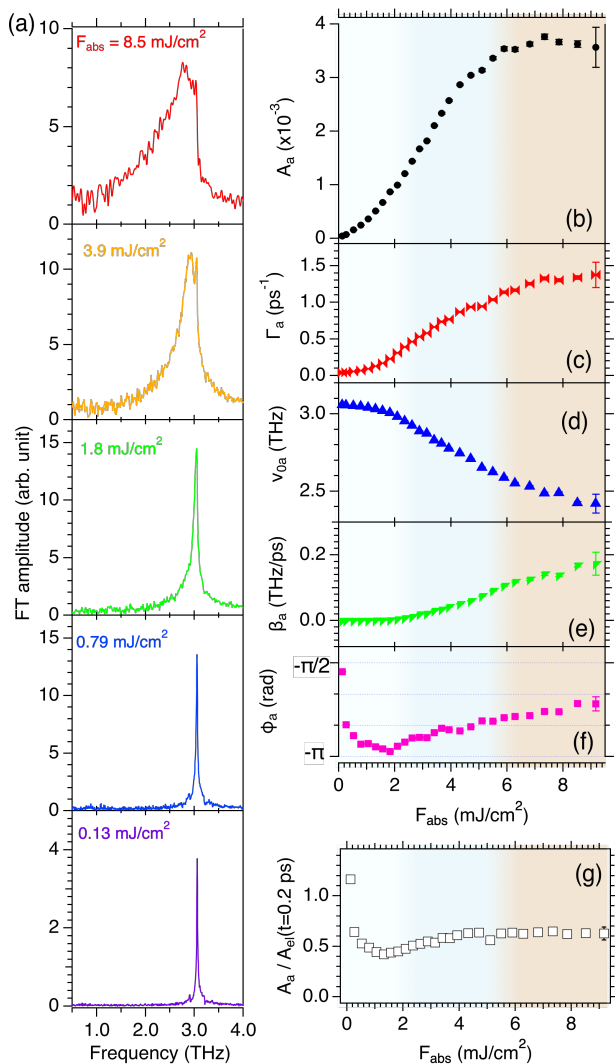 (a)
F_abs = 8.5 mJ/cm²
10
5
0
3.9 mJ/cm²
10
5
0
1.8 mJ/cm²
15
10
5
0
0.79 mJ/cm²
15
10
5
0
0.13 mJ/cm²
4
2
0
FT amplitude (arb. unit)
1.0 2.0 3.0 4.0
Frequency (THz)
4
3
2
1
0
A_a (x10⁻³)
(b)
1.5
1.0
0.5
0.0
Γ_a (ps⁻¹)
(c)
3.0
2.5
ν_0a (THz)
(d)
0.2
0.0
β_a (THz/ps)
(e)
-π/2
-π
ϕ_a (rad)
(f)
0 2 4 6 8
F_abs (mJ/cm²)
(g)
1.0
0.5
0.0
A_a / A_el(t=0.2 ps)
0 2 4 6 8
F_abs (mJ/cm²)